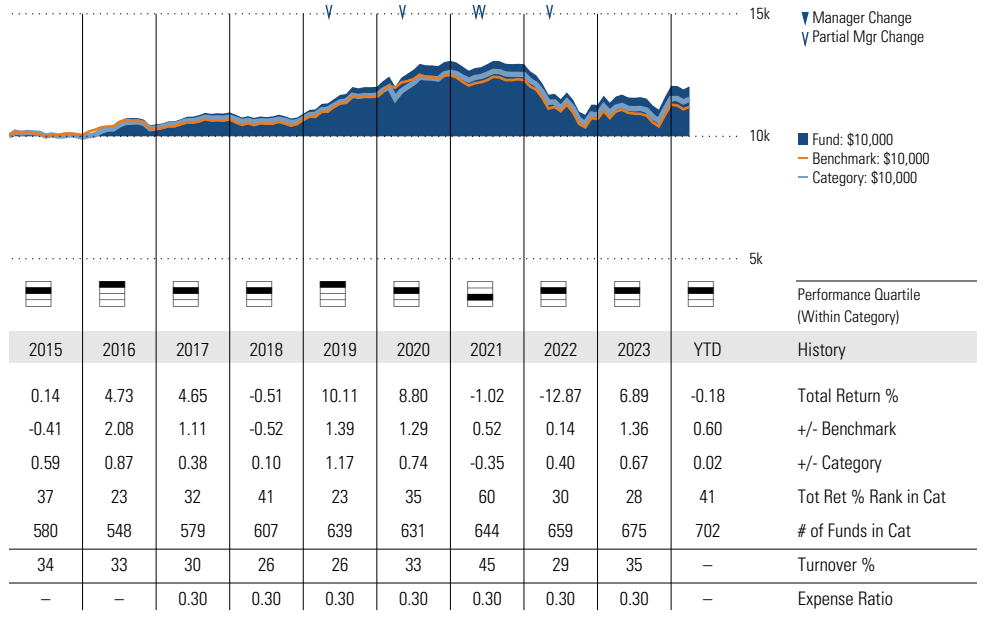 15k
Manager Change
Partial Mgr Change
10k
Fund: $10,000
Benchmark: $10,000
Category: $10,000
5k
Performance Quartile
(Within Category)
2015 2016 2017 2018 2019 2020 2021 2022 2023 YTD History
0.14 4.73 4.65 -0.51 10.11 8.80 -1.02 -12.87 6.89 -0.18 Total Return %
-0.41 2.08 1.11 -0.52 1.39 1.29 0.52 0.14 1.36 0.60 +/- Benchmark
0.59 0.87 0.38 0.10 1.17 0.74 -0.35 0.40 0.67 0.02 +/- Category
37 23 32 41 23 35 60 30 28 41 Tot Ret % Rank in Cat
580 548 579 607 639 631 644 659 675 702 # of Funds in Cat
34 33 30 26 26 33 45 29 35 – Turnover %
– – 0.30 0.30 0.30 0.30 0.30 0.30 0.30 – Expense Ratio